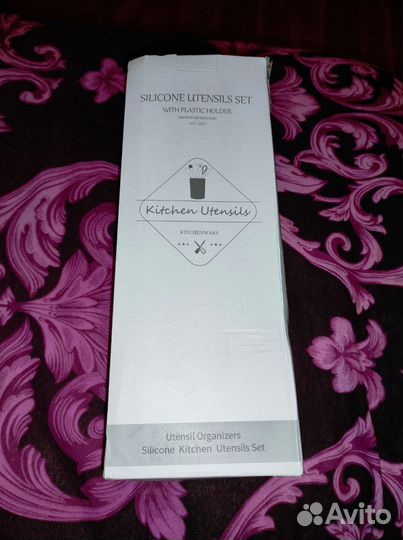 SILICONE UTENSILS SET
WITH PLASTIC HOLDER
Kitchen Utensils
KITCHENWARE
Utensil Organizers
Silicone Kitchen Utensils Set
Avito